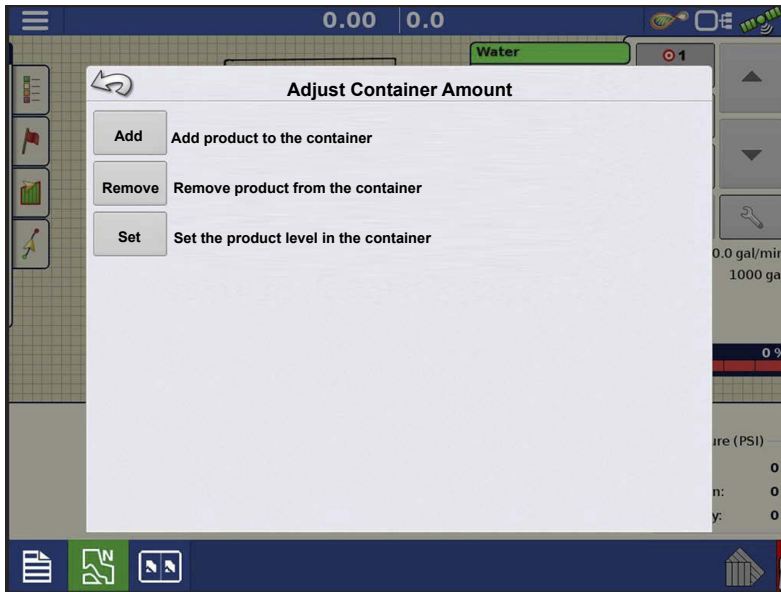 0.00 0.0
Water
1
Adjust Container Amount
Add Add product to the container
Remove Remove product from the container
Set Set the product level in the container
0.0 gal/min
1000 ga
0 %
ure (PSI)
0
n: 0
y: 0
N